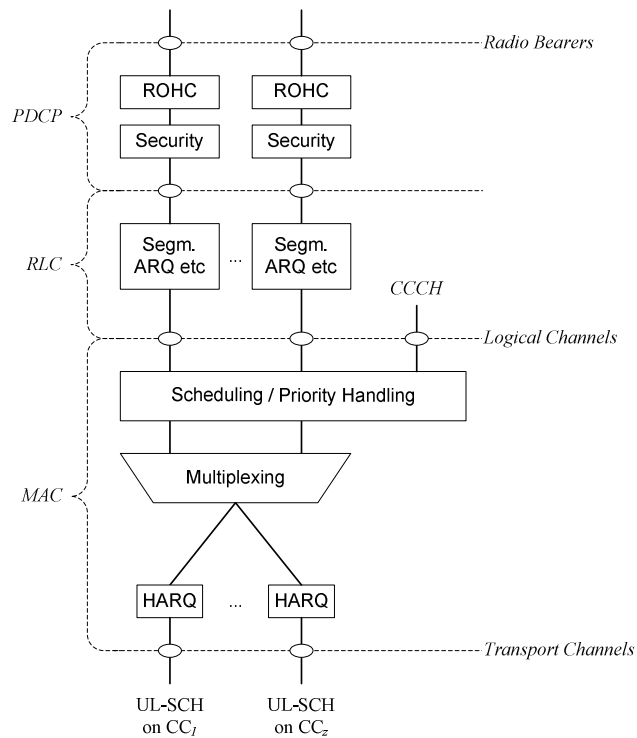 Radio Bearers
ROHC
ROHC
PDCP
Security
Security
Segm.
ARQ etc
...
Segm.
ARQ etc
RLC
CCCH
Logical Channels
Scheduling / Priority Handling
Multiplexing
MAC
HARQ
...
HARQ
Transport Channels
UL-SCH
on CC1
UL-SCH
on CCz